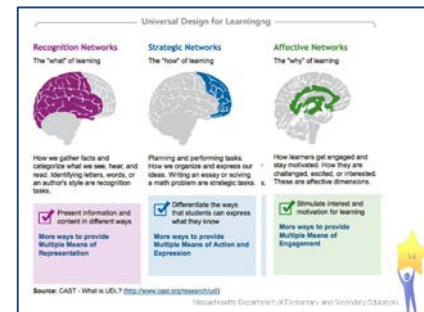 Universal Design for Learningng
Recognition Networks
The "what" of learning
How we gather facts and
categorize what we see, hear, and
read. Identifying letters, words, or
an author's style are recognition
tasks.
Present information and
content in different ways
More ways to provide
Multiple Means of
Representation
Strategic Networks
The "how" of learning
Planning and performing tasks.
How we organize and express our
ideas. Writing an essay or solving
a math problem are strategic tasks.
s.
Differentiate the ways
that students can express
what they know
More ways to provide
Multiple Means of Action and
Expression
Affective Networks
The "why" of learning
How learners get engaged and
stay motivated. How they are
challenged, excited, or interested.
These are affective dimensions.
Stimulate interest and
motivation for learning
More ways to provide
Multiple Means of
Engagement
Source: CAST - What is UDL? (http://www.cast.org/research/udl)
Massachusetts Department of Elementary and Secondary Education